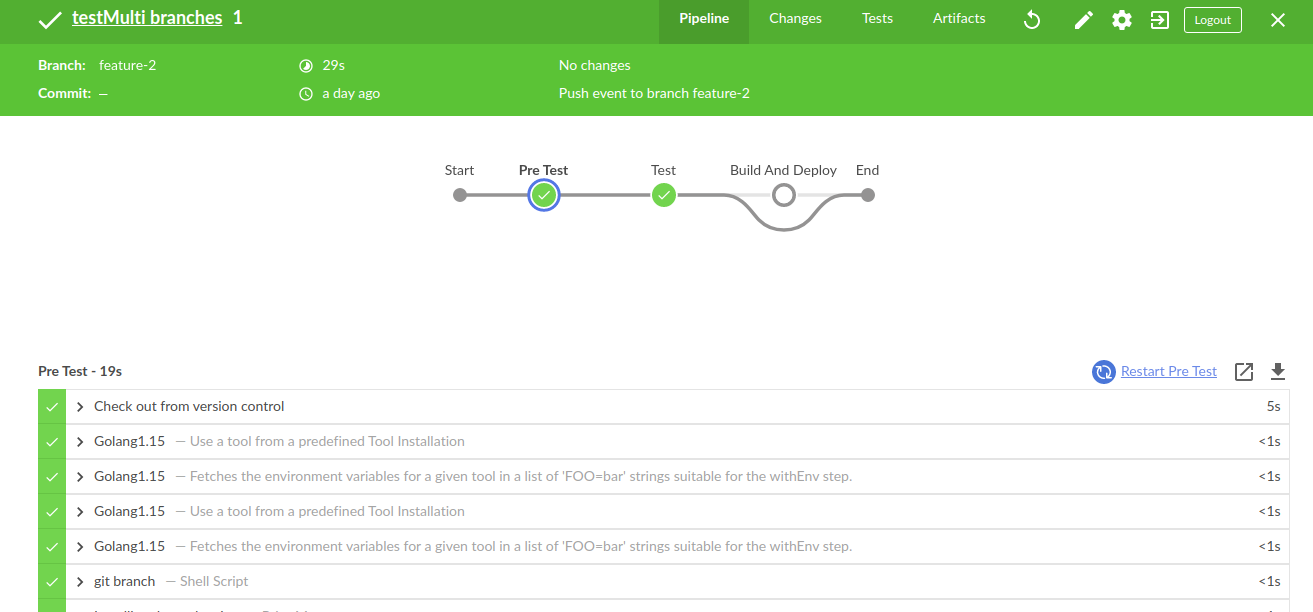 testMulti branches 1
Pipeline Changes Tests Artifacts Logout
Branch: feature-2 29s No changes
Commit: — a day ago Push event to branch feature-2
Start Pre Test Test Build And Deploy End
Pre Test - 19s Restart Pre Test
Check out from version control 5s
Golang1.15 — Use a tool from a predefined Tool Installation <1s
Golang1.15 — Fetches the environment variables for a given tool in a list of 'FOO=bar' strings suitable for the withEnv step. <1s
Golang1.15 — Use a tool from a predefined Tool Installation <1s
Golang1.15 — Fetches the environment variables for a given tool in a list of 'FOO=bar' strings suitable for the withEnv step. <1s
git branch — Shell Script <1s